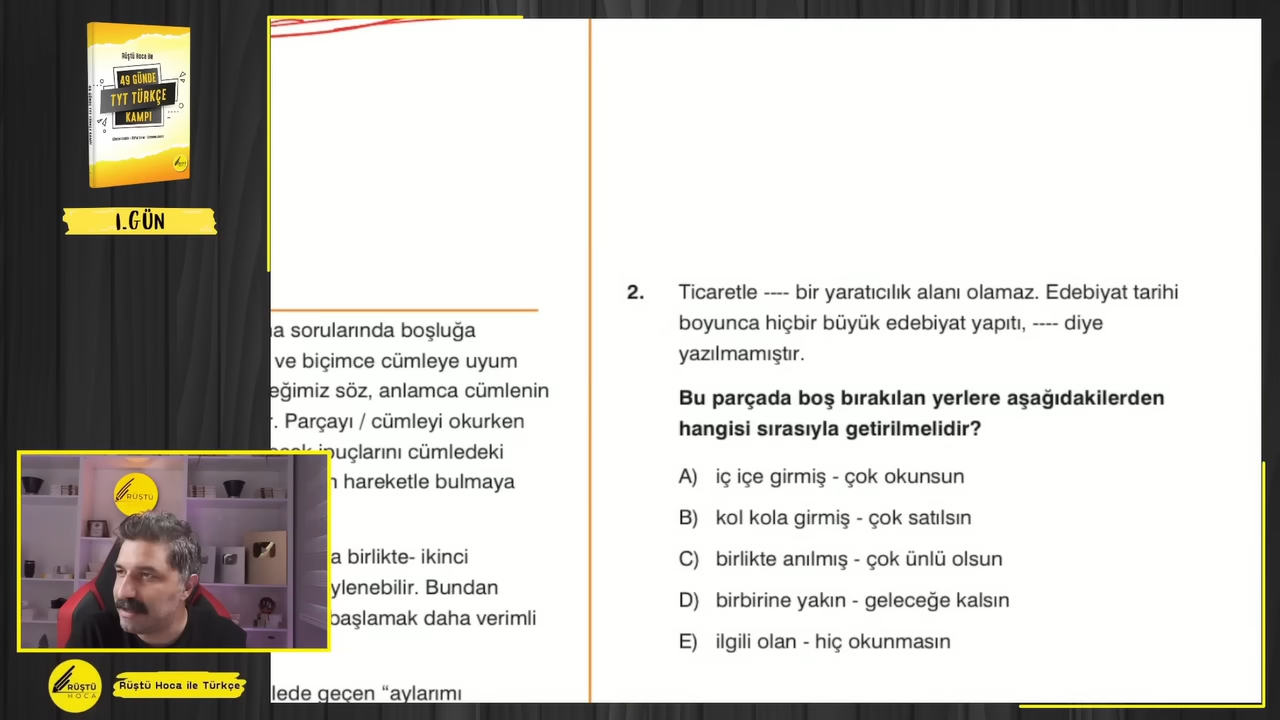 Rüştü Hoca ile
49 GÜNDE
TYT TÜRKÇE
KAMPI
1.GÜN
a sorularında boşluğa
ve biçimce cümleye uyum
eğimiz söz, anlamca cümlenin
. Parçayı / cümleyi okurken
ipuçlarını cümledeki
hareketle bulmaya
a birlikte- ikinci
ylenebilir. Bundan
başlamak daha verimli
lede geçen “aylarımı
2. Ticaretle ---- bir yaratıcılık alanı olamaz. Edebiyat tarihi
boyunca hiçbir büyük edebiyat yapıtı, ---- diye
yazılmamıştır.
Bu parçada boş bırakılan yerlere aşağıdakilerden
hangisi sırasıyla getirilmelidir?
A) iç içe girmiş - çok okunsun
B) kol kola girmiş - çok satılsın
C) birlikte anılmış - çok ünlü olsun
D) birbirine yakın - geleceğe kalsın
E) ilgili olan - hiç okunmasın
RÜŞTÜ
RÜŞTÜ
HOCA
Rüştü Hoca ile Türkçe